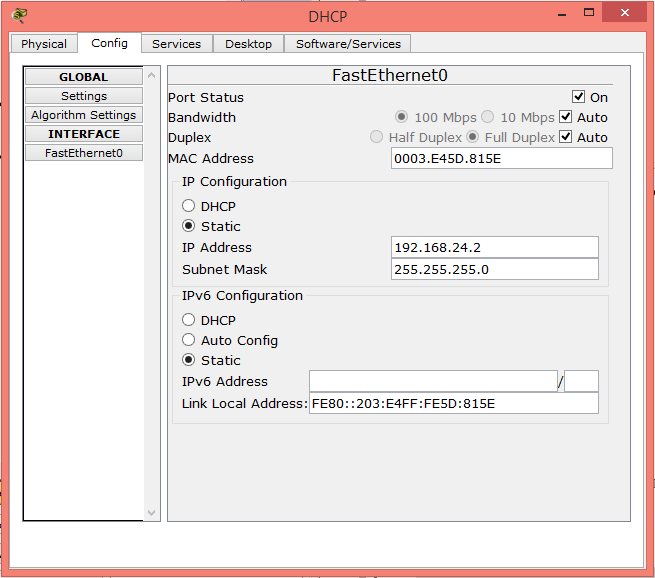 DHCP
Physical Config Services Desktop Software/Services
GLOBAL
Settings
Algorithm Settings
INTERFACE
FastEthernet0
FastEthernet0
Port Status On
Bandwidth 100 Mbps 10 Mbps Auto
Duplex Half Duplex Full Duplex Auto
MAC Address 0003.E45D.815E
IP Configuration
DHCP
Static
IP Address 192.168.24.2
Subnet Mask 255.255.255.0
IPv6 Configuration
DHCP
Auto Config
Static
IPv6 Address /
Link Local Address: FE80::203:E4FF:FE5D:815E